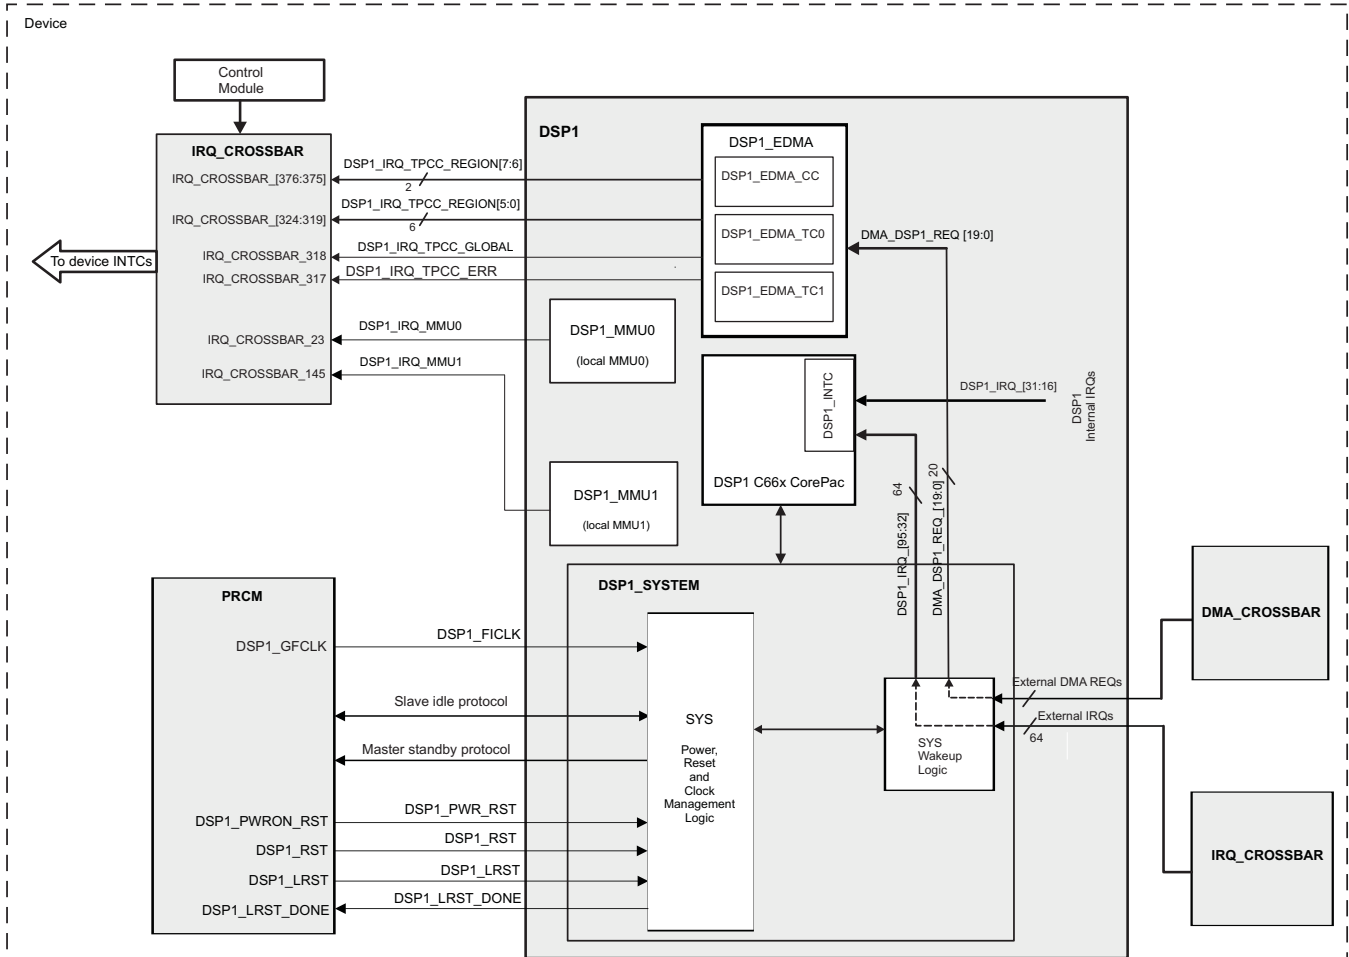 Device
Control
Module
IRQ_CROSSBAR
IRQ_CROSSBAR_[376:375]
IRQ_CROSSBAR_[324:319]
IRQ_CROSSBAR_318
IRQ_CROSSBAR_317
IRQ_CROSSBAR_23
IRQ_CROSSBAR_145
To device INTCs
DSP1_IRQ_TPCC_REGION[7:6]
2
DSP1_IRQ_TPCC_REGION[5:0]
6
DSP1_IRQ_TPCC_GLOBAL
DSP1_IRQ_TPCC_ERR
DSP1_IRQ_MMU0
DSP1_IRQ_MMU1
DSP1
DSP1_EDMA
DSP1_EDMA_CC
DSP1_EDMA_TC0
DSP1_EDMA_TC1
DMA_DSP1_REQ [19:0]
DSP1_MMU0
(local MMU0)
DSP1_INTC
DSP1 C66x CorePac
DSP1_IRQ_[31:16]
DSP1
Internal IRQs
DSP1_MMU1
(local MMU1)
64
DSP1_IRQ_[95:32]
20
DMA_DSP1_REQ_[19:0]
DSP1_SYSTEM
PRCM
DSP1_GFCLK
DSP1_PWRON_RST
DSP1_RST
DSP1_LRST
DSP1_LRST_DONE
DSP1_FICLK
Slave idle protocol
Master standby protocol
DSP1_PWR_RST
DSP1_RST
DSP1_LRST
DSP1_LRST_DONE
SYS
Power,
Reset
and
Clock
Management
Logic
SYS
Wakeup
Logic
External DMA REQs
External IRQs
64
DMA_CROSSBAR
IRQ_CROSSBAR